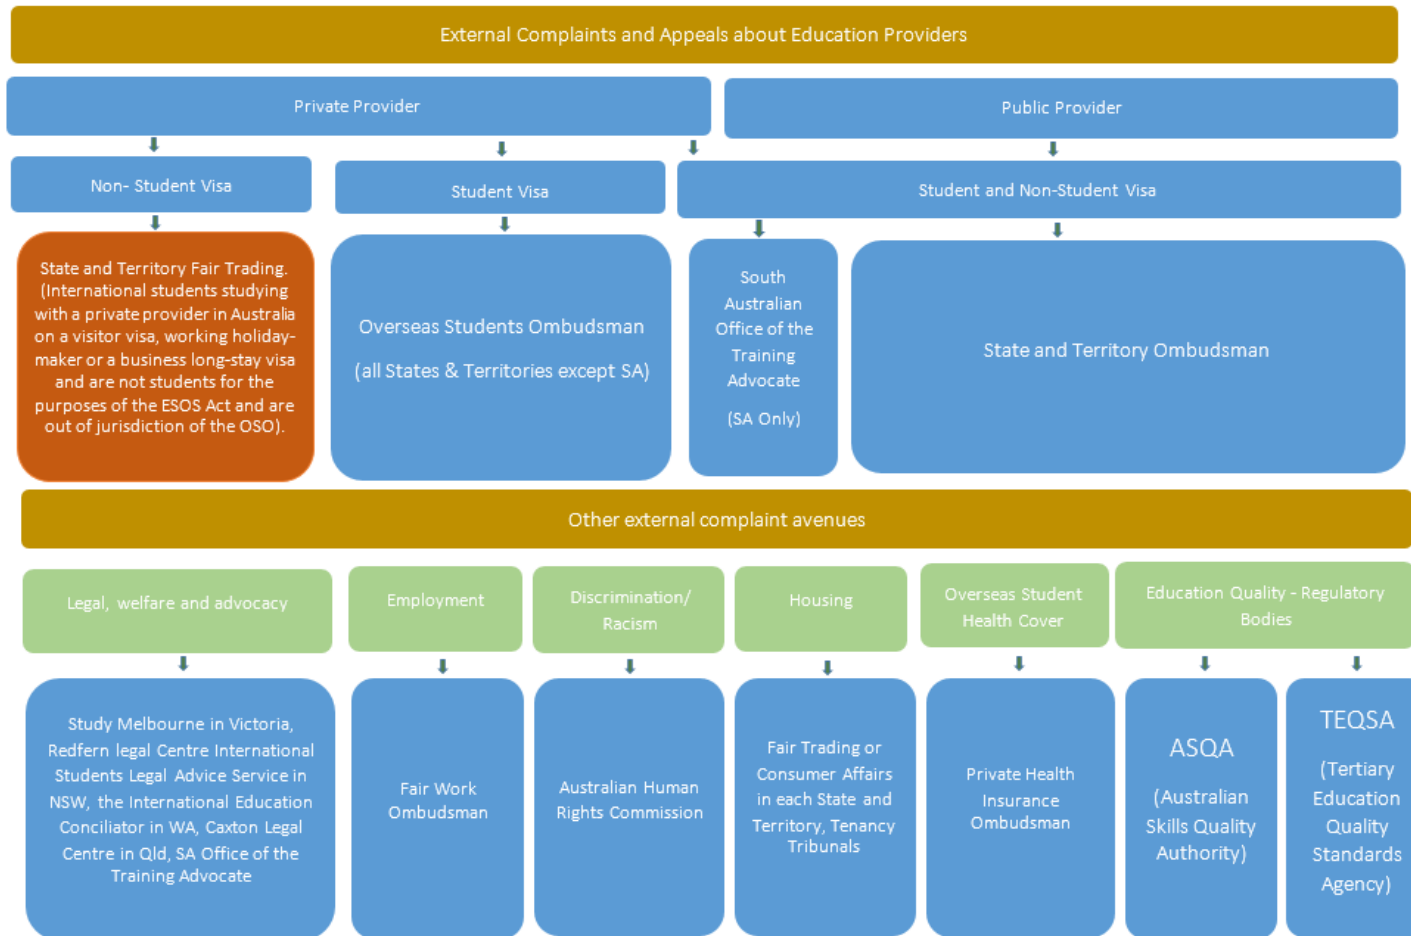 External Complaints and Appeals about Education Providers
Private Provider
Public Provider
Non- Student Visa
Student Visa
Student and Non-Student Visa
State and Territory Fair Trading.
(International students studying
with a private provider in Australia
on a visitor visa, working holiday-
maker or a business long-stay visa
and are not students for the
purposes of the ESOS Act and are
out of jurisdiction of the OSO).
Overseas Students Ombudsman
(all States & Territories except SA)
South
Australian
Office of the
Training
Advocate
(SA Only)
State and Territory Ombudsman
Other external complaint avenues
Legal, welfare and advocacy
Employment
Discrimination/
Racism
Housing
Overseas Student
Health Cover
Education Quality - Regulatory
Bodies
Study Melbourne in Victoria,
Redfern legal Centre International
Students Legal Advice Service in
NSW, the International Education
Conciliator in WA, Caxton Legal
Centre in Qld, SA Office of the
Training Advocate
Fair Work
Ombudsman
Australian Human
Rights Commission
Fair Trading or
Consumer Affairs
in each State and
Territory, Tenancy
Tribunals
Private Health
Insurance
Ombudsman
ASQA
(Australian
Skills Quality
Authority)
TEQSA
(Tertiary
Education
Quality
Standards
Agency)